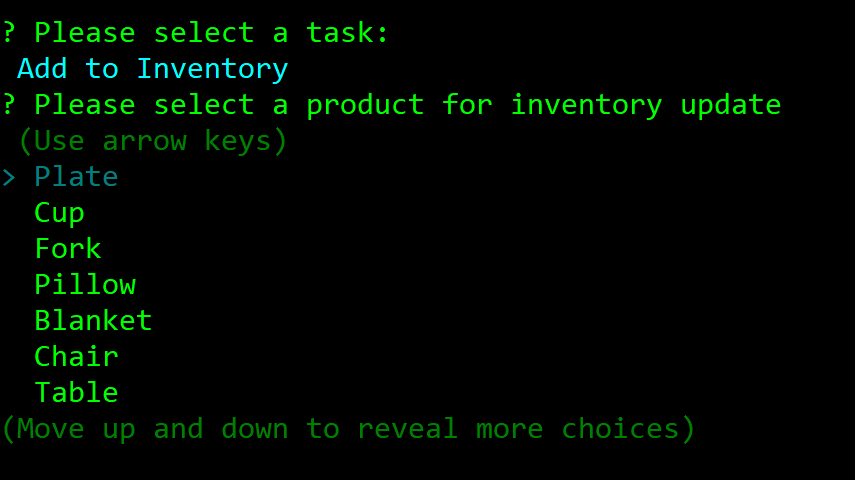 ? Please select a task:
Add to Inventory
? Please select a product for inventory update
(Use arrow keys)
> Plate
Cup
Fork
Pillow
Blanket
Chair
Table
(Move up and down to reveal more choices)